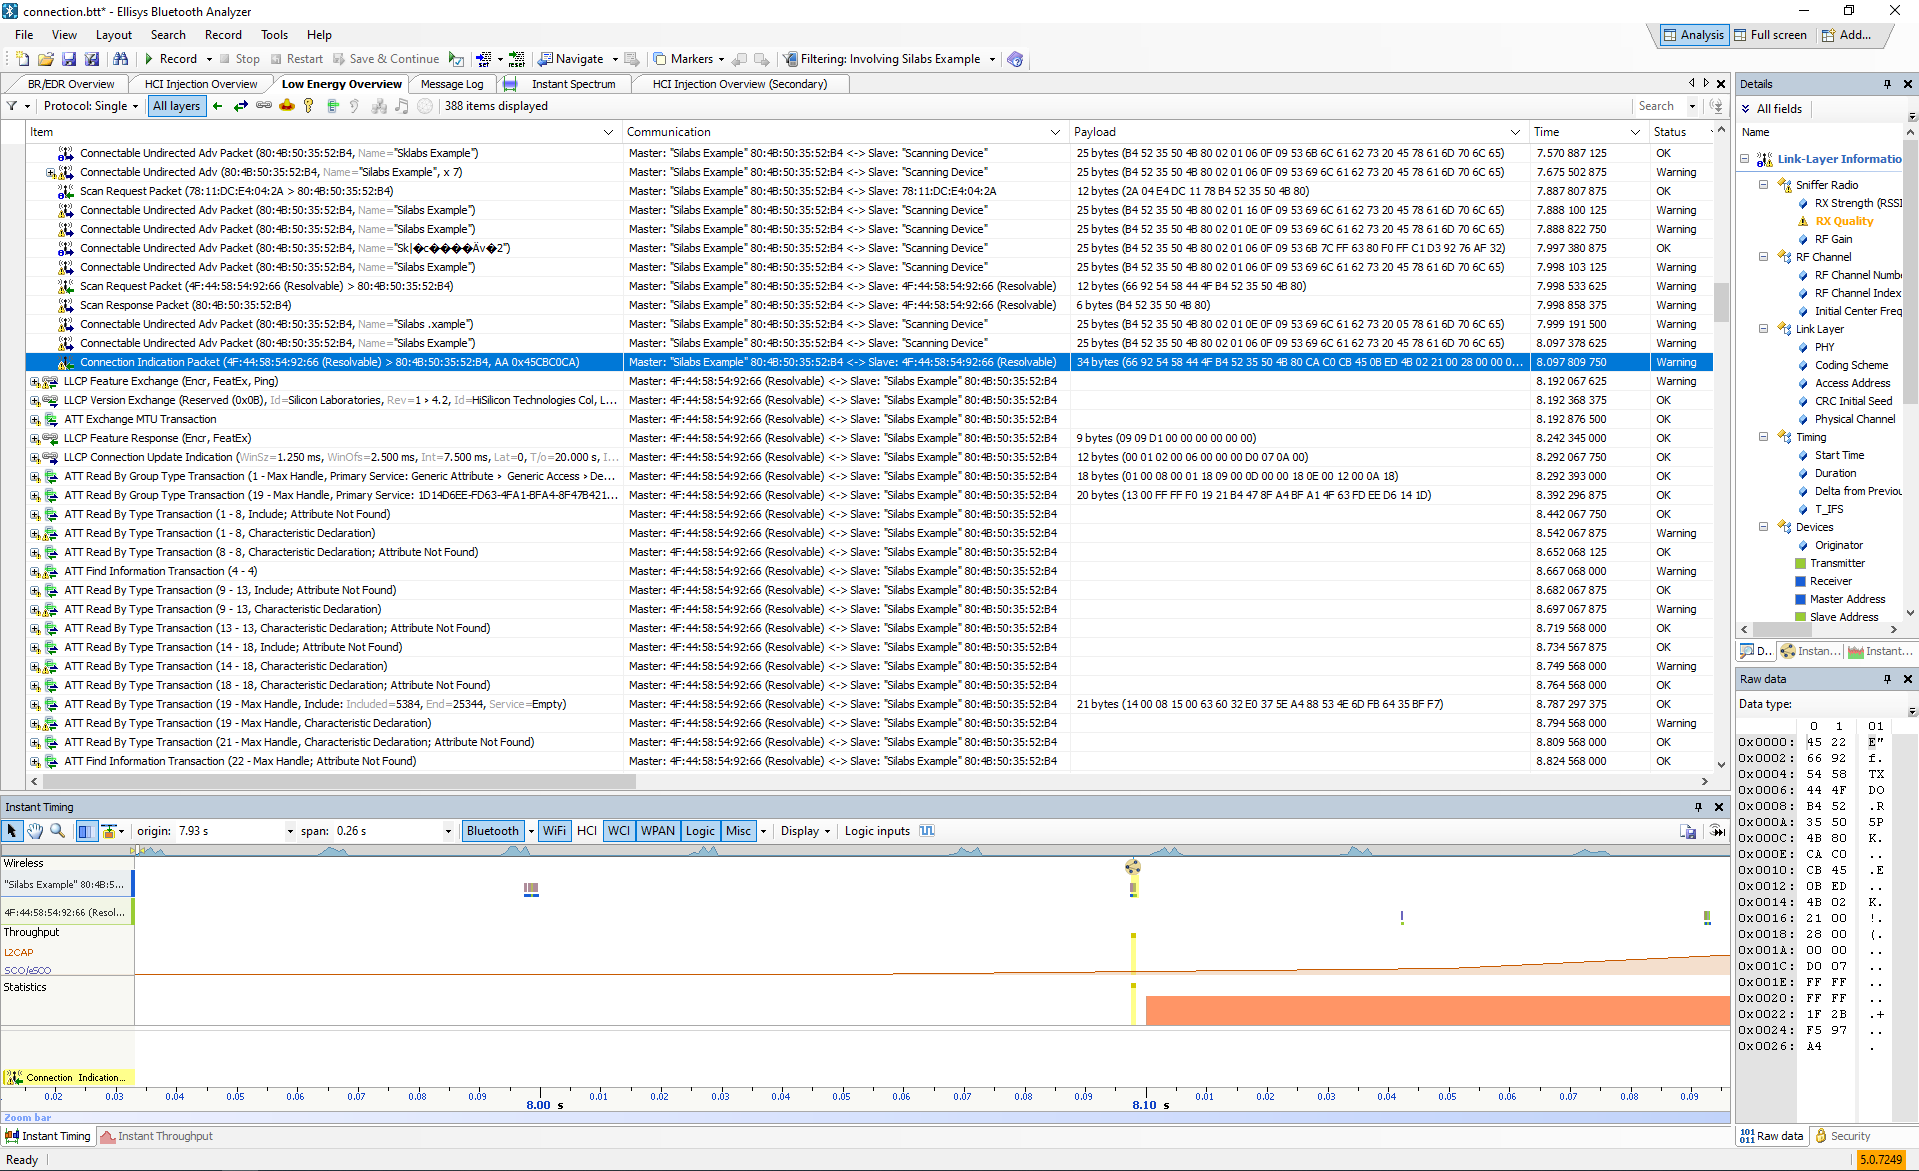 connection.btt* - Ellisys Bluetooth Analyzer
File View Layout Search Record Tools Help
Record Stop Restart Save & Continue Navigate Markers Filtering: Involving Silabs Example
Analysis Full screen Add...
BR/EDR Overview HCI Injection Overview Low Energy Overview Message Log Instant Spectrum HCI Injection Overview (Secondary)
Protocol: Single All layers 388 items displayed Search
Item Communication Payload Time Status
Connectable Undirected Adv Packet (80:4B:50:35:52:B4, Name="Sklabs Example") Master: "Silabs Example" 80:4B:50:35:52:B4 <-> Slave: "Scanning Device" 25 bytes (B4 52 35 50 4B 80 02 01 06 0F 09 53 6B 6C 61 62 73 20 45 78 61 6D 70 6C 65) 7.570 887 125 OK
Connectable Undirected Adv (80:4B:50:35:52:B4, Name="Silabs Example", x 7) Master: "Silabs Example" 80:4B:50:35:52:B4 <-> Slave: "Scanning Device" 25 bytes (B4 52 35 50 4B 80 02 01 06 0F 09 53 69 6C 61 62 73 20 45 78 61 6D 70 6C 65) 7.675 502 875 Warning
Scan Request Packet (78:11:DC:E4:04:2A > 80:4B:50:35:52:B4) Master: "Silabs Example" 80:4B:50:35:52:B4 <-> Slave: 78:11:DC:E4:04:2A 12 bytes (2A 04 E4 DC 11 78 B4 52 35 50 4B 80) 7.887 807 875 OK
Connectable Undirected Adv Packet (80:4B:50:35:52:B4, Name="Silabs Example") Master: "Silabs Example" 80:4B:50:35:52:B4 <-> Slave: "Scanning Device" 25 bytes (B4 52 35 50 4B 80 02 01 16 0F 09 53 69 6C 61 62 73 20 45 78 61 6D 70 6C 65) 7.888 100 125 Warning
Connectable Undirected Adv Packet (80:4B:50:35:52:B4, Name="Silabs Example") Master: "Silabs Example" 80:4B:50:35:52:B4 <-> Slave: "Scanning Device" 25 bytes (B4 52 35 50 4B 80 02 01 0E 0F 09 53 69 6C 61 62 73 20 45 78 61 6D 70 6C 65) 7.888 822 750 Warning
Connectable Undirected Adv Packet (80:4B:50:35:52:B4, Name="Sk|�c����Äv�2") Master: "Silabs Example" 80:4B:50:35:52:B4 <-> Slave: "Scanning Device" 25 bytes (B4 52 35 50 4B 80 02 01 06 0F 09 53 6B 7C FF 63 80 F0 FF C1 D3 92 76 AF 32) 7.997 380 875 OK
Connectable Undirected Adv Packet (80:4B:50:35:52:B4, Name="Silabs Example") Master: "Silabs Example" 80:4B:50:35:52:B4 <-> Slave: "Scanning Device" 25 bytes (B4 52 35 50 4B 80 02 01 06 0F 09 53 69 6C 61 62 73 20 45 78 61 6D 70 6C 65) 7.998 103 125 Warning
Scan Request Packet (4F:44:58:54:92:66 (Resolvable) > 80:4B:50:35:52:B4) Master: "Silabs Example" 80:4B:50:35:52:B4 <-> Slave: 4F:44:58:54:92:66 (Resolvable) 12 bytes (66 92 54 58 44 4F B4 52 35 50 4B 80) 7.998 533 625 Warning
Scan Response Packet (80:4B:50:35:52:B4) Master: "Silabs Example" 80:4B:50:35:52:B4 <-> Slave: 4F:44:58:54:92:66 (Resolvable) 6 bytes (B4 52 35 50 4B 80) 7.998 858 375 Warning
Connectable Undirected Adv Packet (80:4B:50:35:52:B4, Name="Silabs .xample") Master: "Silabs Example" 80:4B:50:35:52:B4 <-> Slave: "Scanning Device" 25 bytes (B4 52 35 50 4B 80 02 01 0E 0F 09 53 69 6C 61 62 73 20 05 78 61 6D 70 6C 65) 7.999 191 500 Warning
Connectable Undirected Adv Packet (80:4B:50:35:52:B4, Name="Silabs Example") Master: "Silabs Example" 80:4B:50:35:52:B4 <-> Slave: "Scanning Device" 25 bytes (B4 52 35 50 4B 80 02 01 06 0F 09 53 69 6C 61 62 73 20 45 78 61 6D 70 6C 65) 8.097 378 625 Warning
Connection Indication Packet (4F:44:58:54:92:66 (Resolvable) > 80:4B:50:35:52:B4, AA 0x45CBC0CA) Master: "Silabs Example" 80:4B:50:35:52:B4 <-> Slave: 4F:44:58:54:92:66 (Resolvable) 34 bytes (66 92 54 58 44 4F B4 52 35 50 4B 80 CA C0 CB 45 0B ED 4B 02 21 00 28 00 00 0... 8.097 809 750 Warning
LLCP Feature Exchange (Encr, FeatEx, Ping) Master: 4F:44:58:54:92:66 (Resolvable) <-> Slave: "Silabs Example" 80:4B:50:35:52:B4 8.192 067 625 Warning
LLCP Version Exchange (Reserved (0x0B), Id=Silicon Laboratories, Rev=1 > 4.2, Id=HiSilicon Technologies Col, L... Master: 4F:44:58:54:92:66 (Resolvable) <-> Slave: "Silabs Example" 80:4B:50:35:52:B4 8.192 368 375 OK
ATT Exchange MTU Transaction Master: 4F:44:58:54:92:66 (Resolvable) <-> Slave: "Silabs Example" 80:4B:50:35:52:B4 8.192 876 500 OK
LLCP Feature Response (Encr, FeatEx) Master: 4F:44:58:54:92:66 (Resolvable) <-> Slave: "Silabs Example" 80:4B:50:35:52:B4 9 bytes (09 09 D1 00 00 00 00 00 00) 8.242 345 000 OK
LLCP Connection Update Indication (WinSz=1.250 ms, WinOfs=2.500 ms, Int=7.500 ms, Lat=0, T/o=20.000 s, I... Master: 4F:44:58:54:92:66 (Resolvable) <-> Slave: "Silabs Example" 80:4B:50:35:52:B4 12 bytes (00 01 02 00 06 00 00 00 D0 07 0A 00) 8.292 067 750 OK
ATT Read By Group Type Transaction (1 - Max Handle, Primary Service: Generic Attribute > Generic Access > De... Master: 4F:44:58:54:92:66 (Resolvable) <-> Slave: "Silabs Example" 80:4B:50:35:52:B4 18 bytes (01 00 08 00 01 18 09 00 0D 00 00 18 0E 00 12 00 0A 18) 8.292 393 000 OK
ATT Read By Group Type Transaction (19 - Max Handle, Primary Service: 1D14D6EE-FD63-4FA1-BFA4-8F47B421... Master: 4F:44:58:54:92:66 (Resolvable) <-> Slave: "Silabs Example" 80:4B:50:35:52:B4 20 bytes (13 00 FF FF F0 19 21 B4 47 8F A4 BF A1 4F 63 FD EE D6 14 1D) 8.392 296 875 OK
ATT Read By Type Transaction (1 - 8, Include; Attribute Not Found) Master: 4F:44:58:54:92:66 (Resolvable) <-> Slave: "Silabs Example" 80:4B:50:35:52:B4 8.442 067 750 OK
ATT Read By Type Transaction (1 - 8, Characteristic Declaration) Master: 4F:44:58:54:92:66 (Resolvable) <-> Slave: "Silabs Example" 80:4B:50:35:52:B4 8.542 067 875 Warning
ATT Read By Type Transaction (8 - 8, Characteristic Declaration; Attribute Not Found) Master: 4F:44:58:54:92:66 (Resolvable) <-> Slave: "Silabs Example" 80:4B:50:35:52:B4 8.652 068 125 OK
ATT Find Information Transaction (4 - 4) Master: 4F:44:58:54:92:66 (Resolvable) <-> Slave: "Silabs Example" 80:4B:50:35:52:B4 8.667 068 000 Warning
ATT Read By Type Transaction (9 - 13, Include; Attribute Not Found) Master: 4F:44:58:54:92:66 (Resolvable) <-> Slave: "Silabs Example" 80:4B:50:35:52:B4 8.682 067 875 OK
ATT Read By Type Transaction (9 - 13, Characteristic Declaration) Master: 4F:44:58:54:92:66 (Resolvable) <-> Slave: "Silabs Example" 80:4B:50:35:52:B4 8.697 067 875 Warning
ATT Read By Type Transaction (13 - 13, Characteristic Declaration; Attribute Not Found) Master: 4F:44:58:54:92:66 (Resolvable) <-> Slave: "Silabs Example" 80:4B:50:35:52:B4 8.719 568 000 OK
ATT Read By Type Transaction (14 - 18, Include; Attribute Not Found) Master: 4F:44:58:54:92:66 (Resolvable) <-> Slave: "Silabs Example" 80:4B:50:35:52:B4 8.734 567 875 OK
ATT Read By Type Transaction (14 - 18, Characteristic Declaration) Master: 4F:44:58:54:92:66 (Resolvable) <-> Slave: "Silabs Example" 80:4B:50:35:52:B4 8.749 568 000 Warning
ATT Read By Type Transaction (18 - 18, Characteristic Declaration; Attribute Not Found) Master: 4F:44:58:54:92:66 (Resolvable) <-> Slave: "Silabs Example" 80:4B:50:35:52:B4 8.764 568 000 OK
ATT Read By Type Transaction (19 - Max Handle, Include: Included=5384, End=25344, Service=Empty) Master: 4F:44:58:54:92:66 (Resolvable) <-> Slave: "Silabs Example" 80:4B:50:35:52:B4 21 bytes (14 00 08 15 00 63 60 32 E0 37 5E A4 88 53 4E 6D FB 64 35 BF F7) 8.787 297 375 OK
ATT Read By Type Transaction (19 - Max Handle, Characteristic Declaration) Master: 4F:44:58:54:92:66 (Resolvable) <-> Slave: "Silabs Example" 80:4B:50:35:52:B4 8.794 568 000 Warning
ATT Read By Type Transaction (21 - Max Handle, Characteristic Declaration; Attribute Not Found) Master: 4F:44:58:54:92:66 (Resolvable) <-> Slave: "Silabs Example" 80:4B:50:35:52:B4 8.809 568 000 OK
ATT Find Information Transaction (22 - Max Handle; Attribute Not Found) Master: 4F:44:58:54:92:66 (Resolvable) <-> Slave: "Silabs Example" 80:4B:50:35:52:B4 8.824 568 000 OK
Details
All fields
Name
Link-Layer Informatio
Sniffer Radio
RX Strength (RSSI
RX Quality
RF Gain
RF Channel
RF Channel Numb
RF Channel Index
Initial Center Freq
Link Layer
PHY
Coding Scheme
Access Address
CRC Initial Seed
Physical Channel
Timing
Start Time
Duration
Delta from Previou
T_IFS
Devices
Originator
Transmitter
Receiver
Master Address
Slave Address
D... Instan... Instant...
Raw data
Data type:
0 1 01
0x0000: 45 22 E"
0x0002: 66 92 f.
0x0004: 54 58 TX
0x0006: 44 4F DO
0x0008: B4 52 .R
0x000A: 35 50 5P
0x000C: 4B 80 K.
0x000E: CA C0 ..
0x0010: CB 45 .E
0x0012: 0B ED ..
0x0014: 4B 02 K.
0x0016: 21 00 !.
0x0018: 28 00 (.
0x001A: 00 00 ..
0x001C: D0 07 ..
0x001E: FF FF ..
0x0020: FF FF ..
0x0022: 1F 2B .+
0x0024: F5 97 ..
0x0026: A4 .
Raw data Security
Instant Timing
origin: 7.93 s span: 0.26 s Bluetooth WiFi HCI WCI WPAN Logic Misc Display Logic inputs
Wireless
"Silabs Example" 80:4B:5...
4F:44:58:54:92:66 (Resol...
Throughput
L2CAP
SCO/eSCO
Statistics
Connection Indication...
0.02 0.03 0.04 0.05 0.06 0.07 8.00 s 0.01 0.02 0.03 0.04 0.05 0.06 0.07 0.08 0.09 8.10 s 0.01 0.02 0.03 0.04 0.05 0.06 0.07 0.08 0.09
Zoom bar
Instant Timing Instant Throughput
Ready 5.0.7249